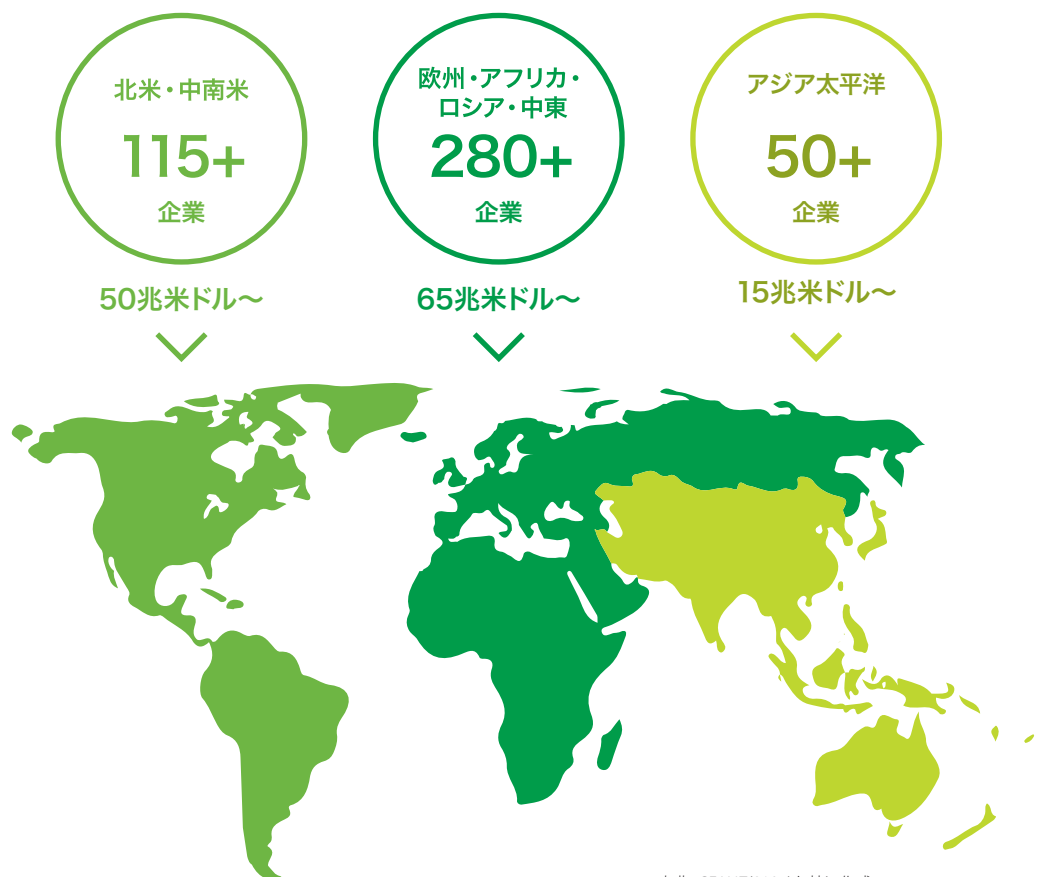 北米・中南米
115+
企業
50兆米ドル〜
欧州・アフリカ・
ロシア・中東
280+
企業
65兆米ドル〜
アジア太平洋
50+
企業
15兆米ドル〜